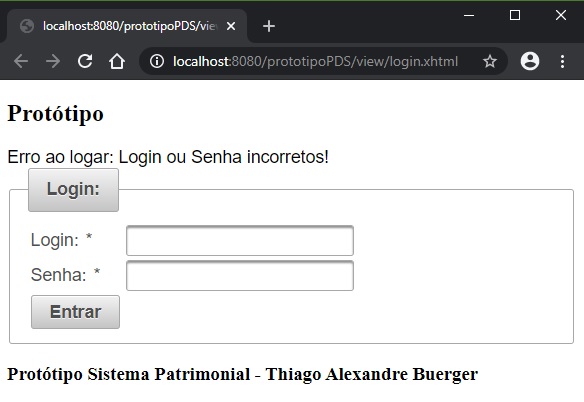 localhost:8080/prototipoPDS/vie
localhost:8080/prototipoPDS/view/login.xhtml
Protótipo
Erro ao logar: Login ou Senha incorretos!
Login:
Login: *
Senha: *
Entrar
Protótipo Sistema Patrimonial - Thiago Alexandre Buerger